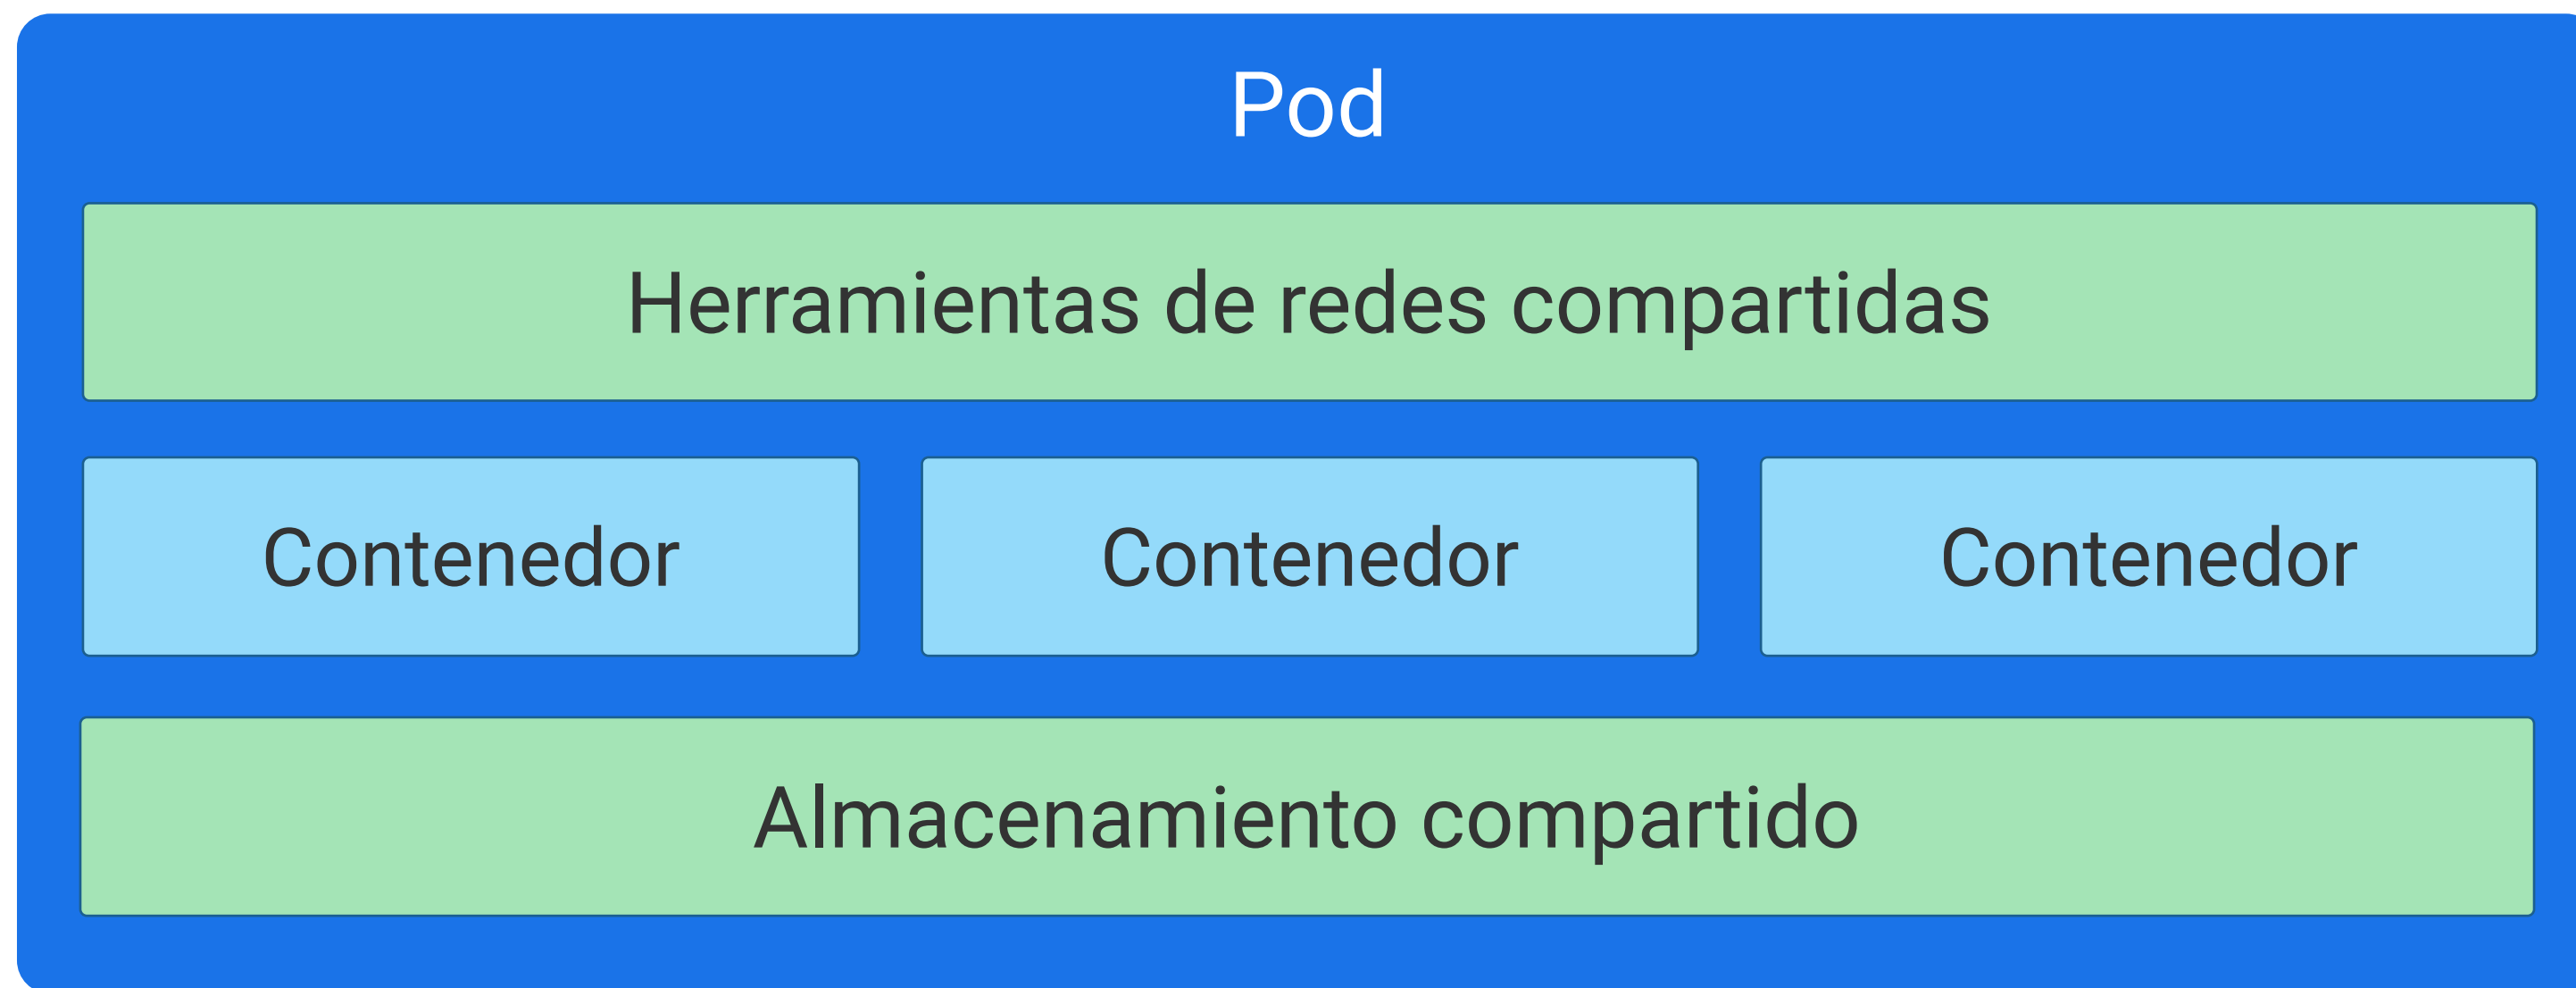 Pod
Herramientas de redes compartidas
Contenedor
Contenedor
Contenedor
Almacenamiento compartido